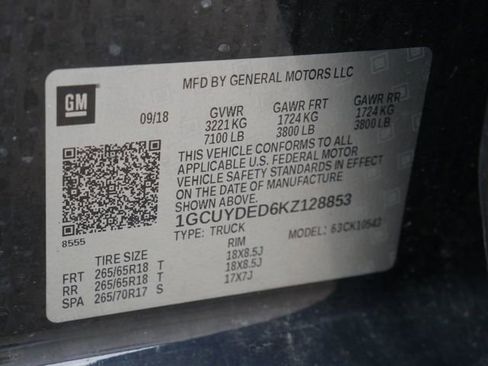 MFD BY GENERAL MOTORS LLC
GM
09/18 GVWR GAWR FRT GAWR RR
3221 KG 1724 KG 1724 KG
7100 LB 3800 LB 3800 LB
THIS VEHICLE CONFORMS TO ALL
APPLICABLE U.S. FEDERAL MOTOR
VEHICLE SAFETY STANDARDS IN EFFECT
ON THE DATE OF MANUFACTURE
SHOWN ABOVE.
1GCUYDED6KZ128853
8555
TYPE: TRUCK MODEL: 63CK10543
TIRE SIZE RIM
FRT 265/65R18 T 18X8.5J
RR 265/65R18 T 18X8.5J
SPA 265/70R17 S 17X7J